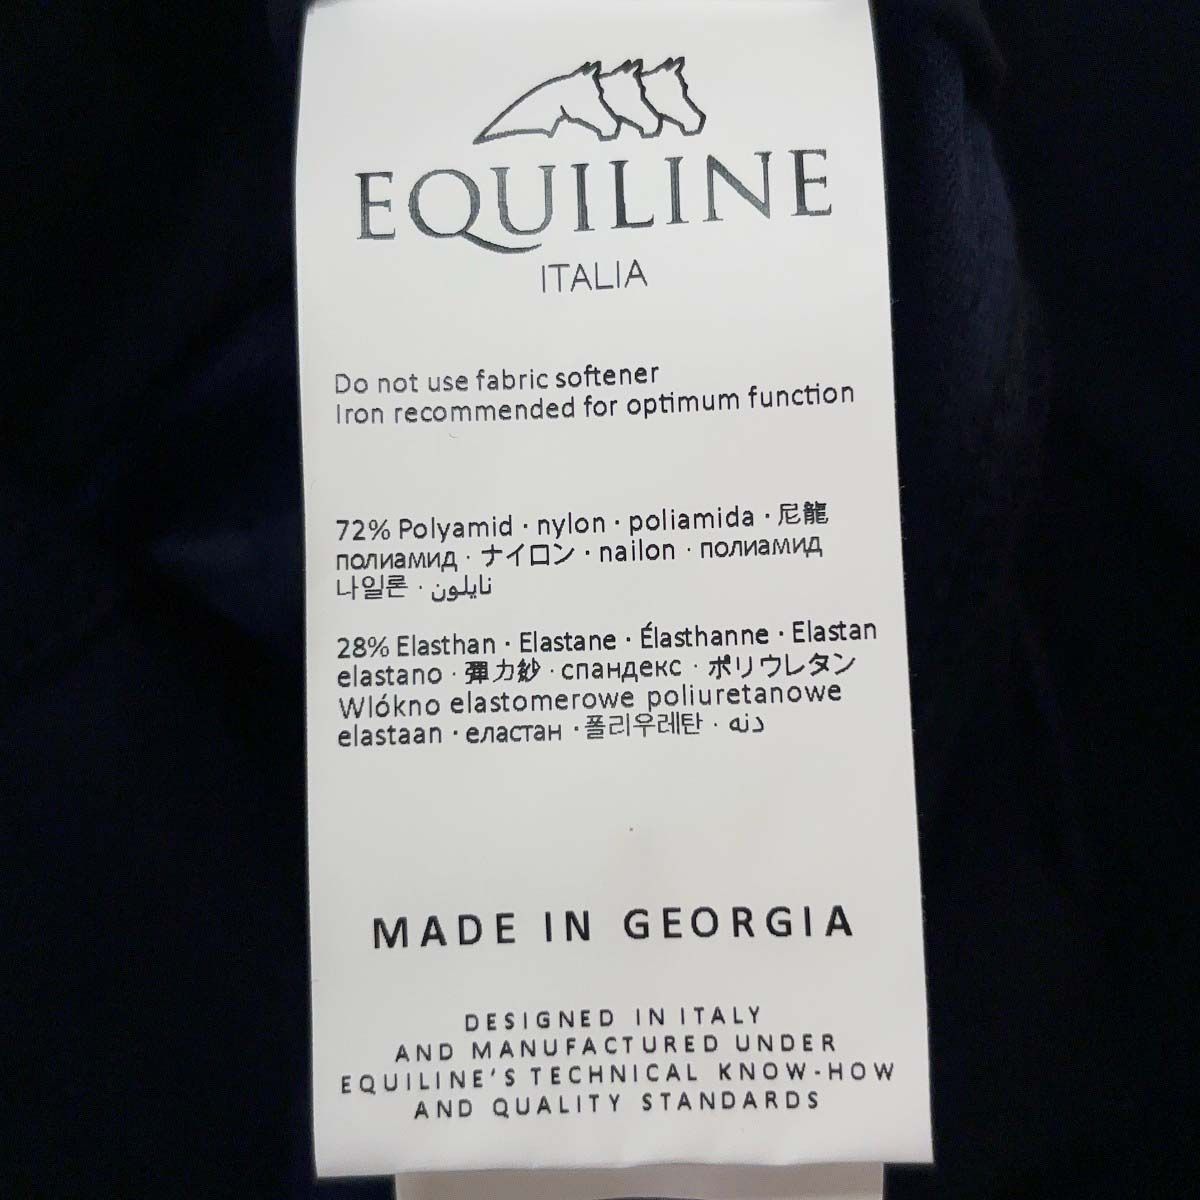 EQUILINE
ITALIA
Do not use fabric softener
Iron recommended for optimum function
72% Polyamid · nylon · poliamida · 尼龍
полиамид · ナイロン · nailon · полиамид
나일론 · نايلون
28% Elasthan · Elastane · Élasthanne · Elastan
elastano · 彈力紗 · спандекс · ポリウレタン
Wlókno elastomerowe poliuretanowe
elastaan · еластан · 폴리우레탄 · دنه
MADE IN GEORGIA
DESIGNED IN ITALY
AND MANUFACTURED UNDER
EQUILINE'S TECHNICAL KNOW-HOW
AND QUALITY STANDARDS